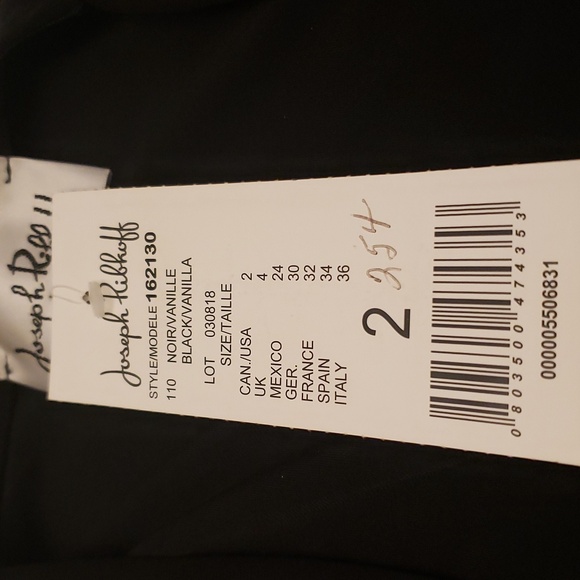 Joseph Ribkoff
Joseph Ribkoff
STYLE/MODELE 162130
110 NOIR/VANILLE
BLACK/VANILLA
LOT 030818
SIZE/TAILLE
CAN./USA 2
UK 4
MEXICO 24
GER. 30
FRANCE 32
SPAIN 34
ITALY 36
2 254
0 803500 474353
000005506831